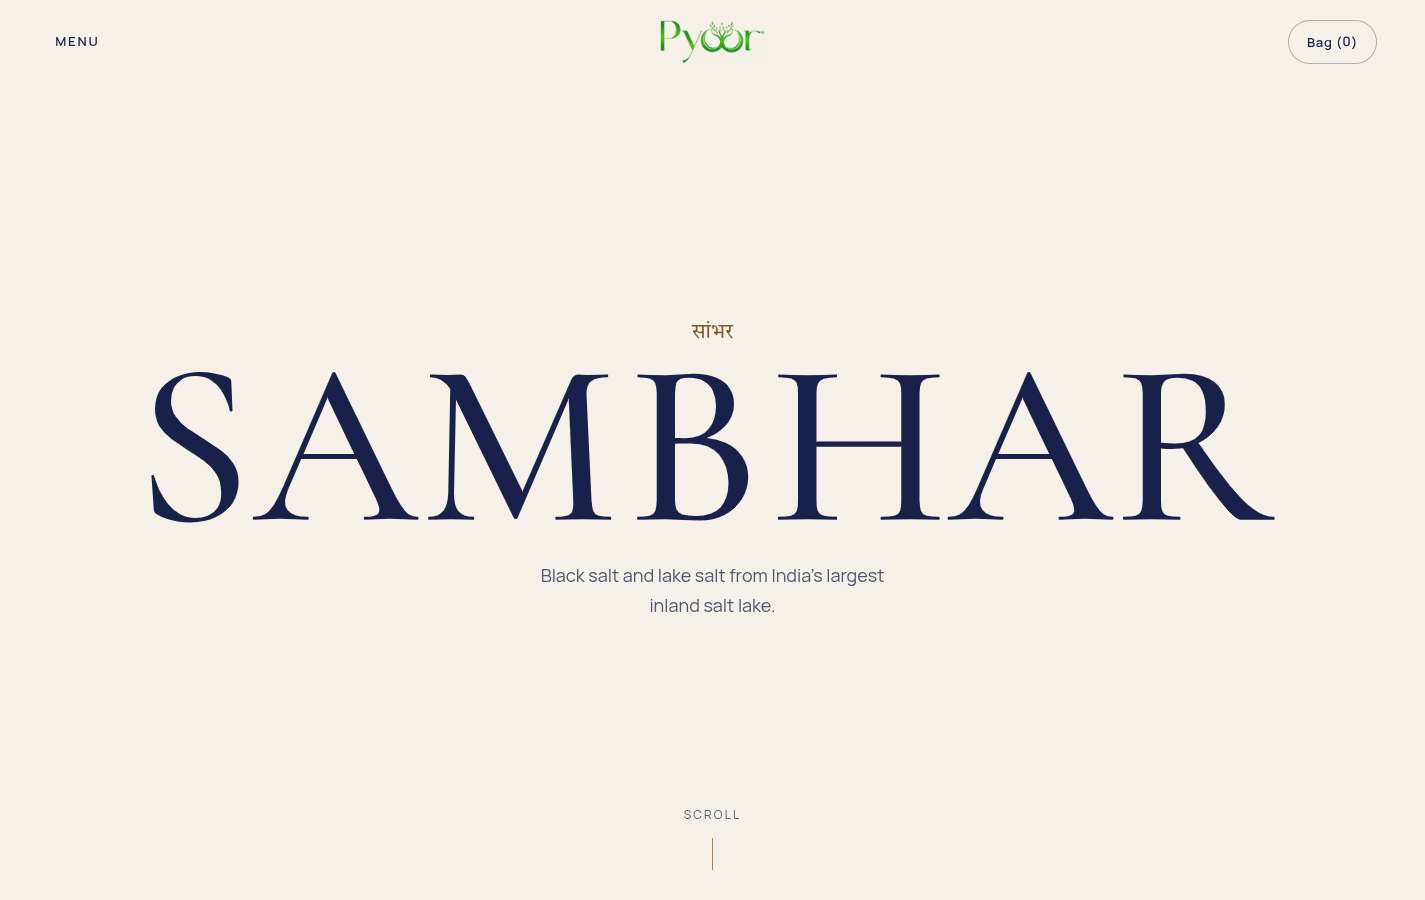 MENU
Pyoor
Bag (0)
सांभर
SAMBHAR
Black salt and lake salt from India's largest
inland salt lake.
SCROLL